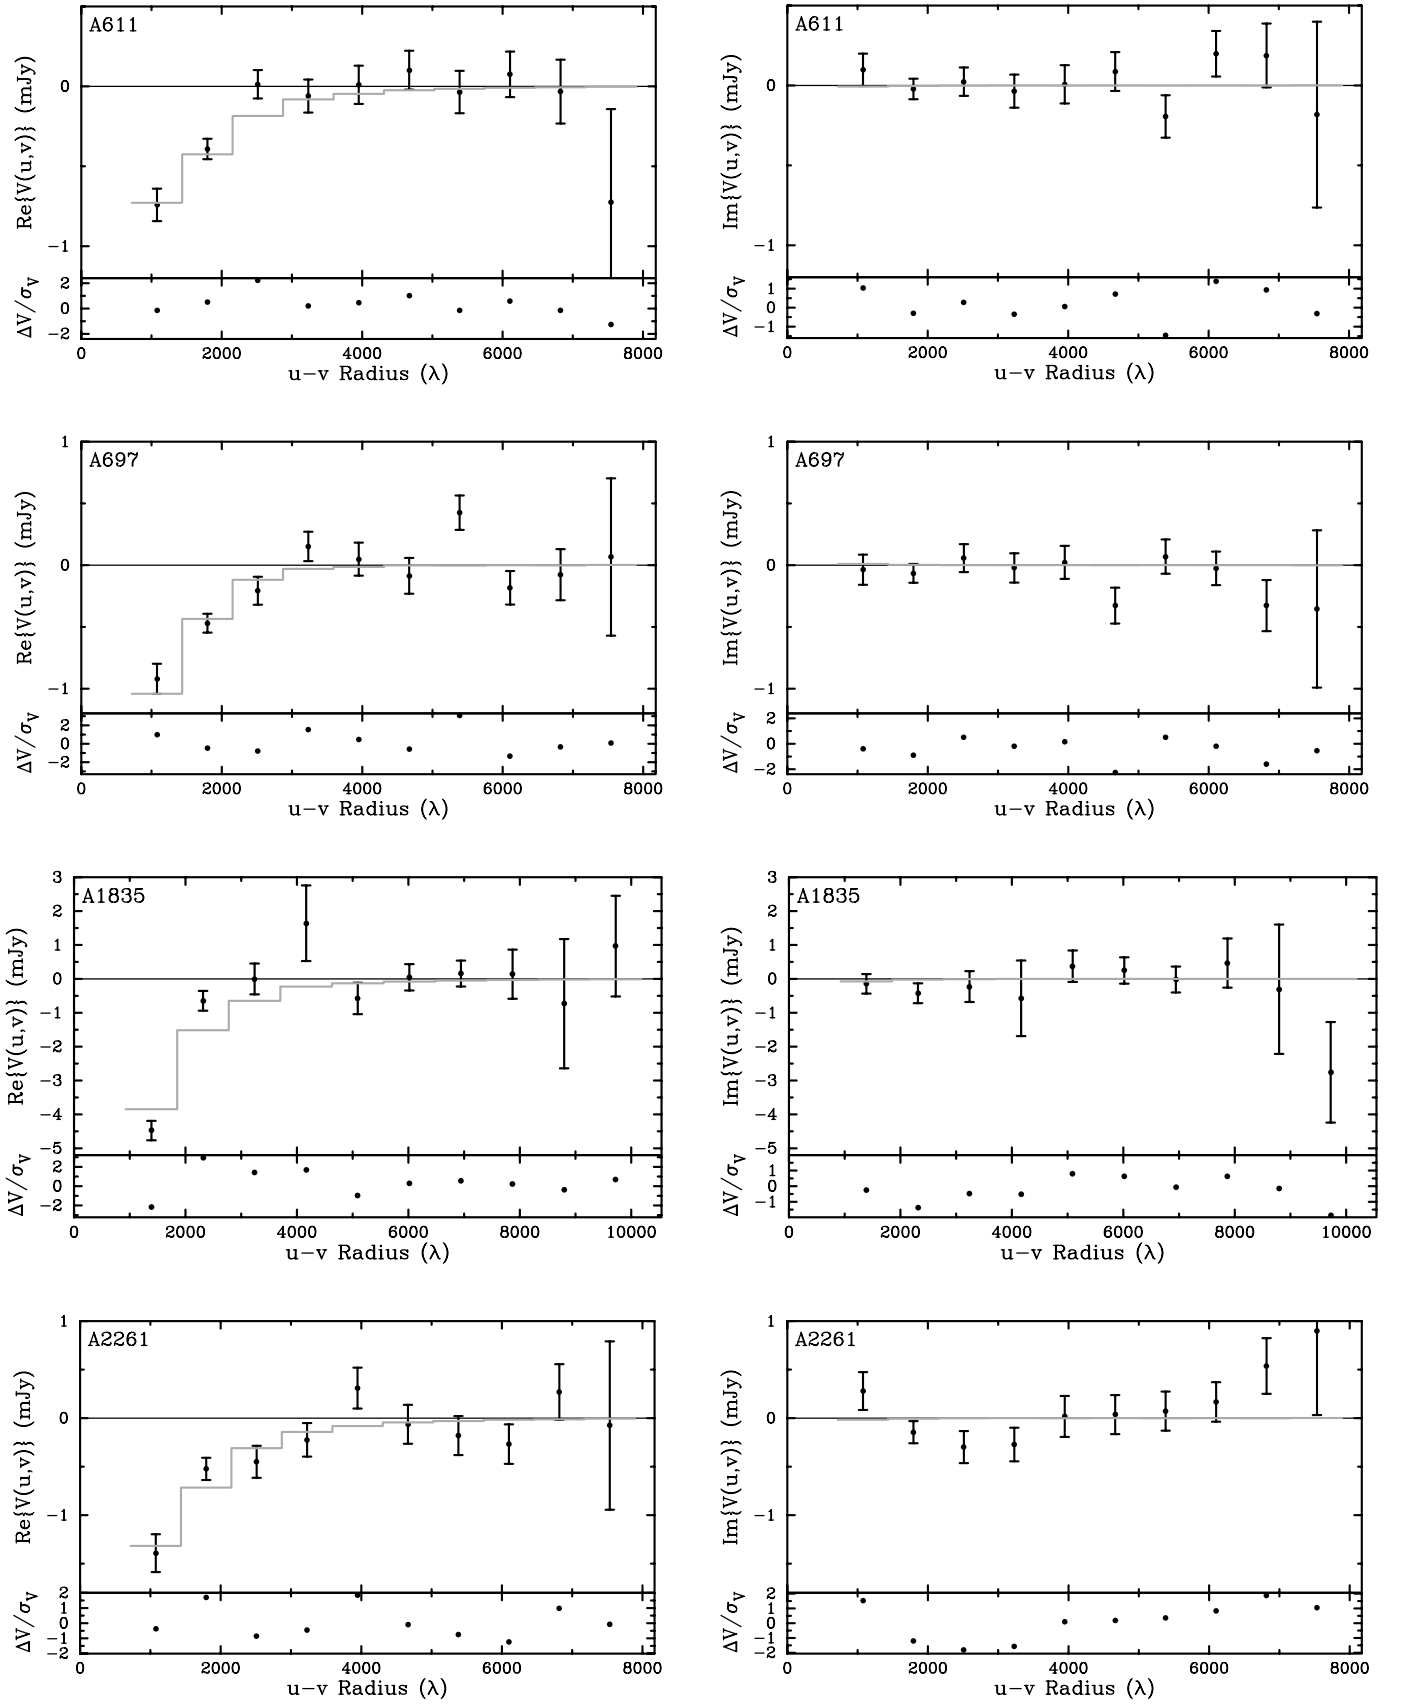 A611
Re{V(u,v)} (mJy)
0
−1
ΔV/σV
2
0
−2
0 2000 4000 6000 8000
u−v Radius (λ)
A611
Im{V(u,v)} (mJy)
0
−1
ΔV/σV
1
0
−1
0 2000 4000 6000 8000
u−v Radius (λ)
A697
Re{V(u,v)} (mJy)
1
0
−1
ΔV/σV
2
0
−2
0 2000 4000 6000 8000
u−v Radius (λ)
A697
Im{V(u,v)} (mJy)
1
0
−1
ΔV/σV
2
0
−2
0 2000 4000 6000 8000
u−v Radius (λ)
A1835
Re{V(u,v)} (mJy)
3
2
1
0
−1
−2
−3
−4
−5
ΔV/σV
2
0
−2
0 2000 4000 6000 8000 10000
u−v Radius (λ)
A1835
Im{V(u,v)} (mJy)
3
2
1
0
−1
−2
−3
−4
−5
ΔV/σV
1
0
−1
0 2000 4000 6000 8000 10000
u−v Radius (λ)
A2261
Re{V(u,v)} (mJy)
1
0
−1
ΔV/σV
2
1
0
−1
−2
0 2000 4000 6000 8000
u−v Radius (λ)
A2261
Im{V(u,v)} (mJy)
1
0
−1
ΔV/σV
2
1
0
−1
−2
0 2000 4000 6000 8000
u−v Radius (λ)